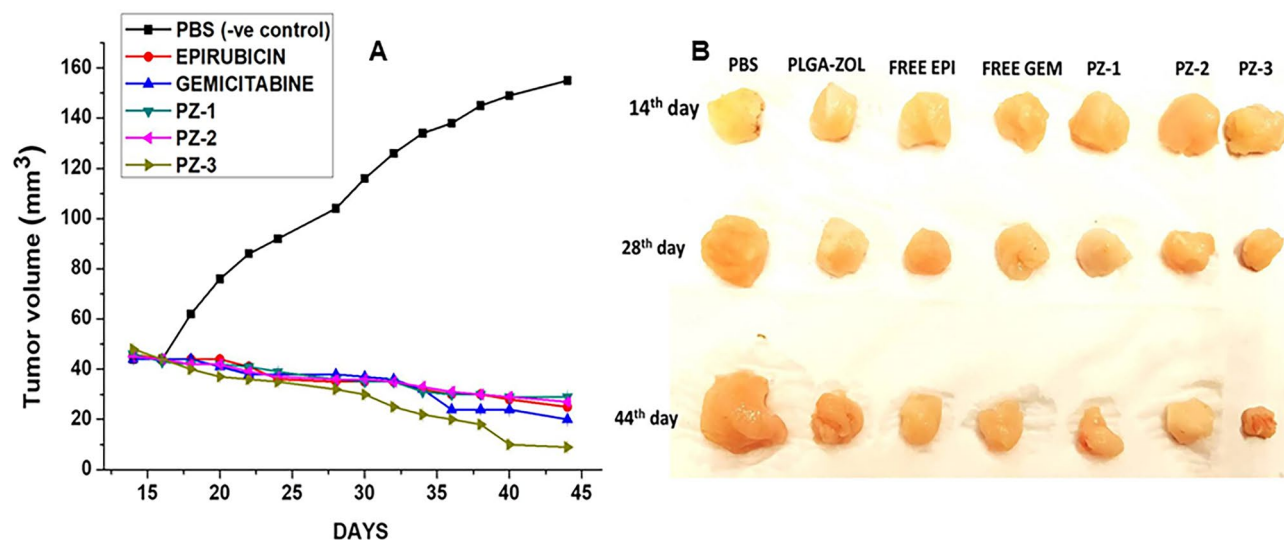 PBS (-ve control)
EPIRUBICIN
GEMICITABINE
PZ-1
PZ-2
PZ-3
A
Tumor volume (mm³)
160
140
120
100
80
60
40
20
0
15 20 25 30 35 40 45
DAYS
B
PBS PLGA-ZOL FREE EPI FREE GEM PZ-1 PZ-2 PZ-3
14th day
28th day
44th day